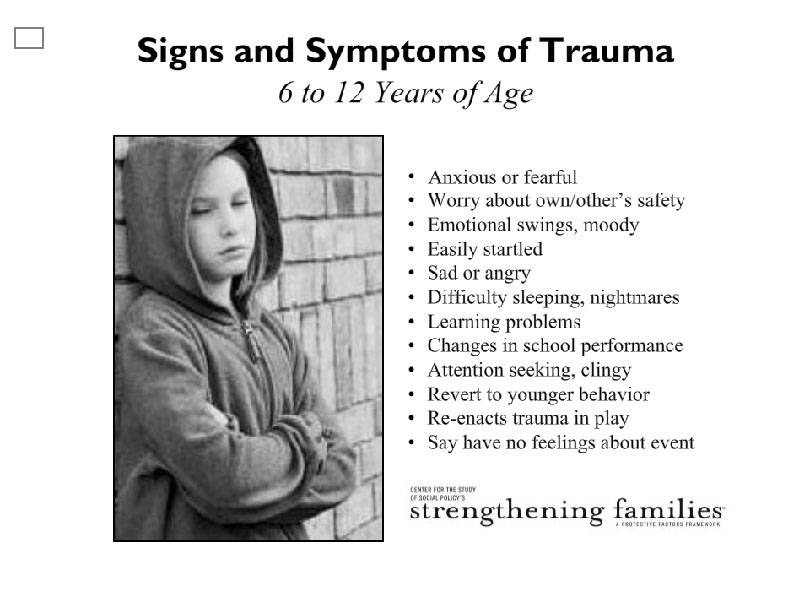 Signs and Symptoms of Trauma
6 to 12 Years of Age
• Anxious or fearful
• Worry about own/other's safety
• Emotional swings, moody
• Easily startled
• Sad or angry
• Difficulty sleeping, nightmares
• Learning problems
• Changes in school performance
• Attention seeking, clingy
• Revert to younger behavior
• Re-enacts trauma in play
• Say have no feelings about event
CENTER FOR THE STUDY
OF SOCIAL POLICY'S
strengthening families
A PROTECTIVE FACTORS FRAMEWORK